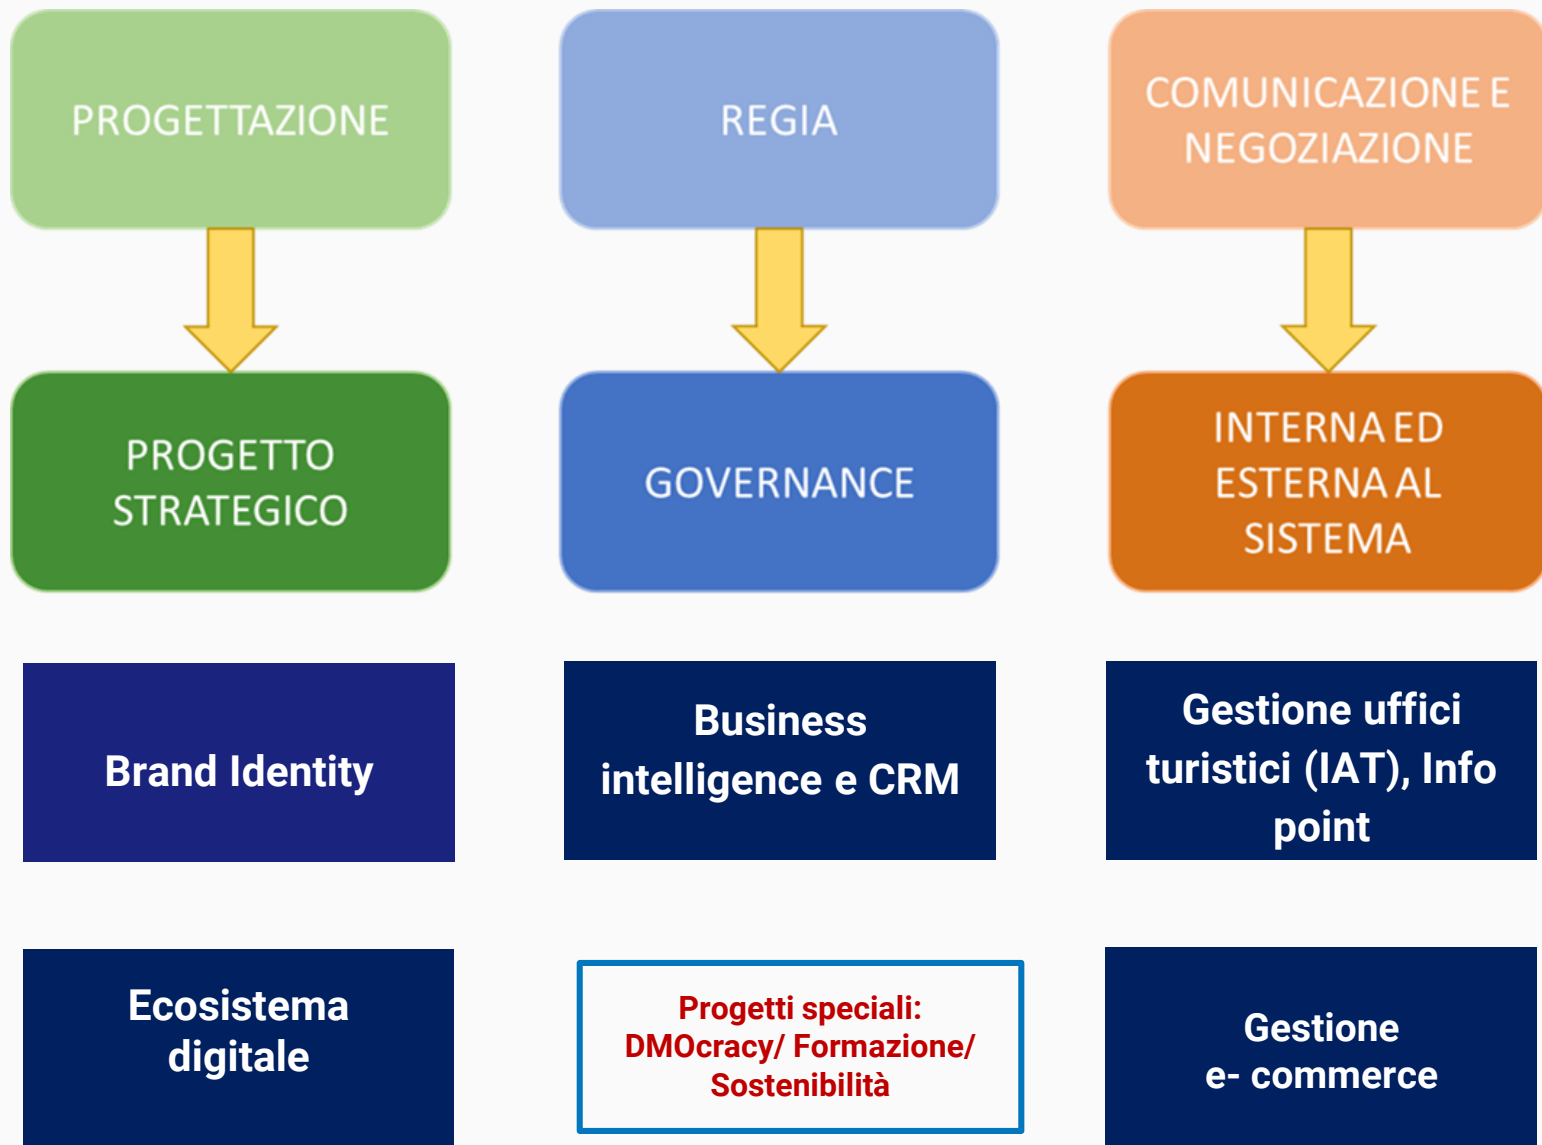 PROGETTAZIONE
REGIA
COMUNICAZIONE E
NEGOZIAZIONE
PROGETTO
STRATEGICO
GOVERNANCE
INTERNA ED
ESTERNA AL
SISTEMA
Brand Identity
Business
intelligence e CRM
Gestione uffici
turistici (IAT), Info
point
Ecosistema
digitale
Progetti speciali:
DMOcracy/ Formazione/
Sostenibilità
Gestione
e- commerce